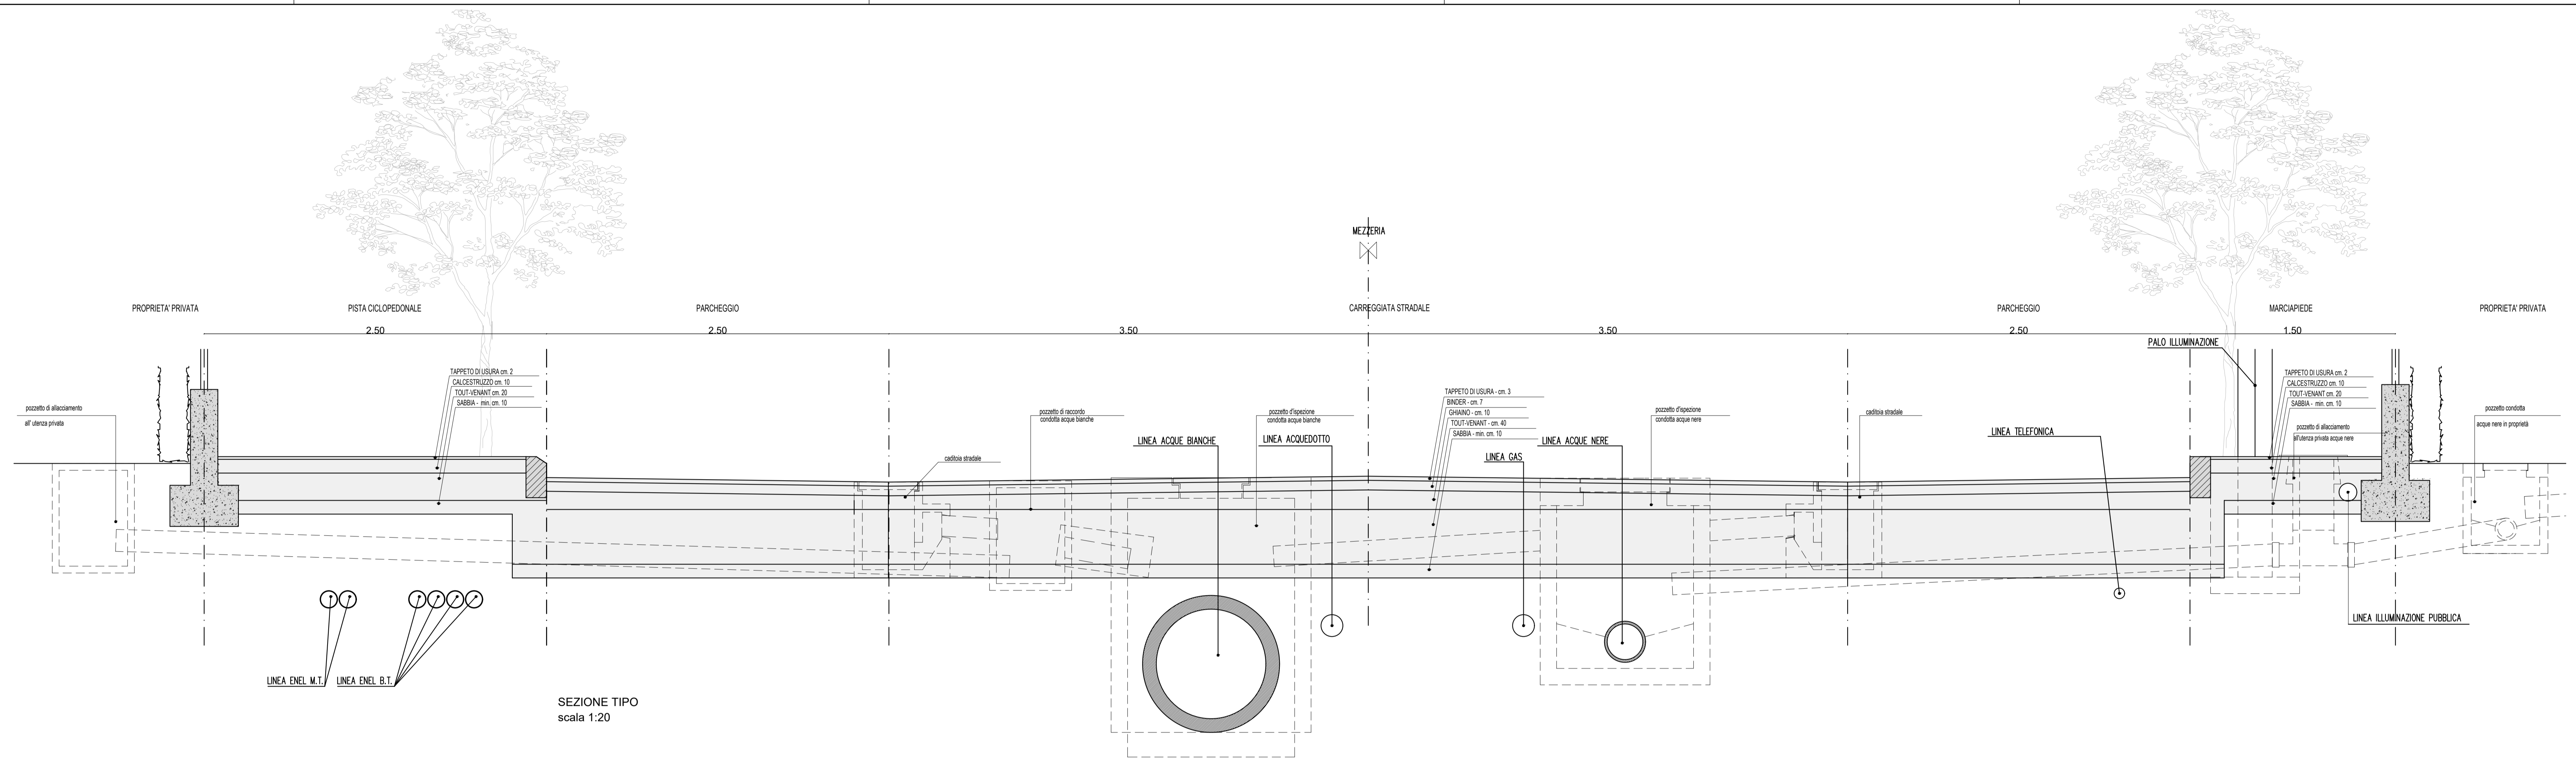 MEZZERIA
PROPRIETA' PRIVATA
PISTA CICLOPEDONALE
PARCHEGGIO
CARREGGIATA STRADALE
PARCHEGGIO
MARCIAPIEDE
PROPRIETA' PRIVATA
2.50
2.50
3.50
3.50
2.50
1.50
PALO ILLUMINAZIONE
TAPPETO DI USURA cm. 2
CALCESTRUZZO cm. 10
TOUT-VENANT cm. 20
SABBIA - min. cm. 10
pozzetto di allacciamento
all' utenza privata
caditoia stradale
pozzetto di raccordo
condotta acque bianche
LINEA ACQUE BIANCHE
pozzetto d'ispezione
condotta acque bianche
LINEA ACQUEDOTTO
TAPPETO DI USURA - cm. 3
BINDER - cm. 7
GHIAINO - cm. 10
TOUT-VENANT - cm. 40
SABBIA - min. cm. 10
LINEA GAS
LINEA ACQUE NERE
pozzetto d'ispezione
condotta acque nere
caditoia stradale
LINEA TELEFONICA
TAPPETO DI USURA cm. 2
CALCESTRUZZO cm. 10
TOUT-VENANT cm. 20
SABBIA - min. cm. 10
pozzetto di allacciamento
all'utenza privata acque nere
pozzetto condotta
acque nere in proprietà
LINEA ILLUMINAZIONE PUBBLICA
LINEA ENEL M.T.
LINEA ENEL B.T.
SEZIONE TIPO
scala 1:20